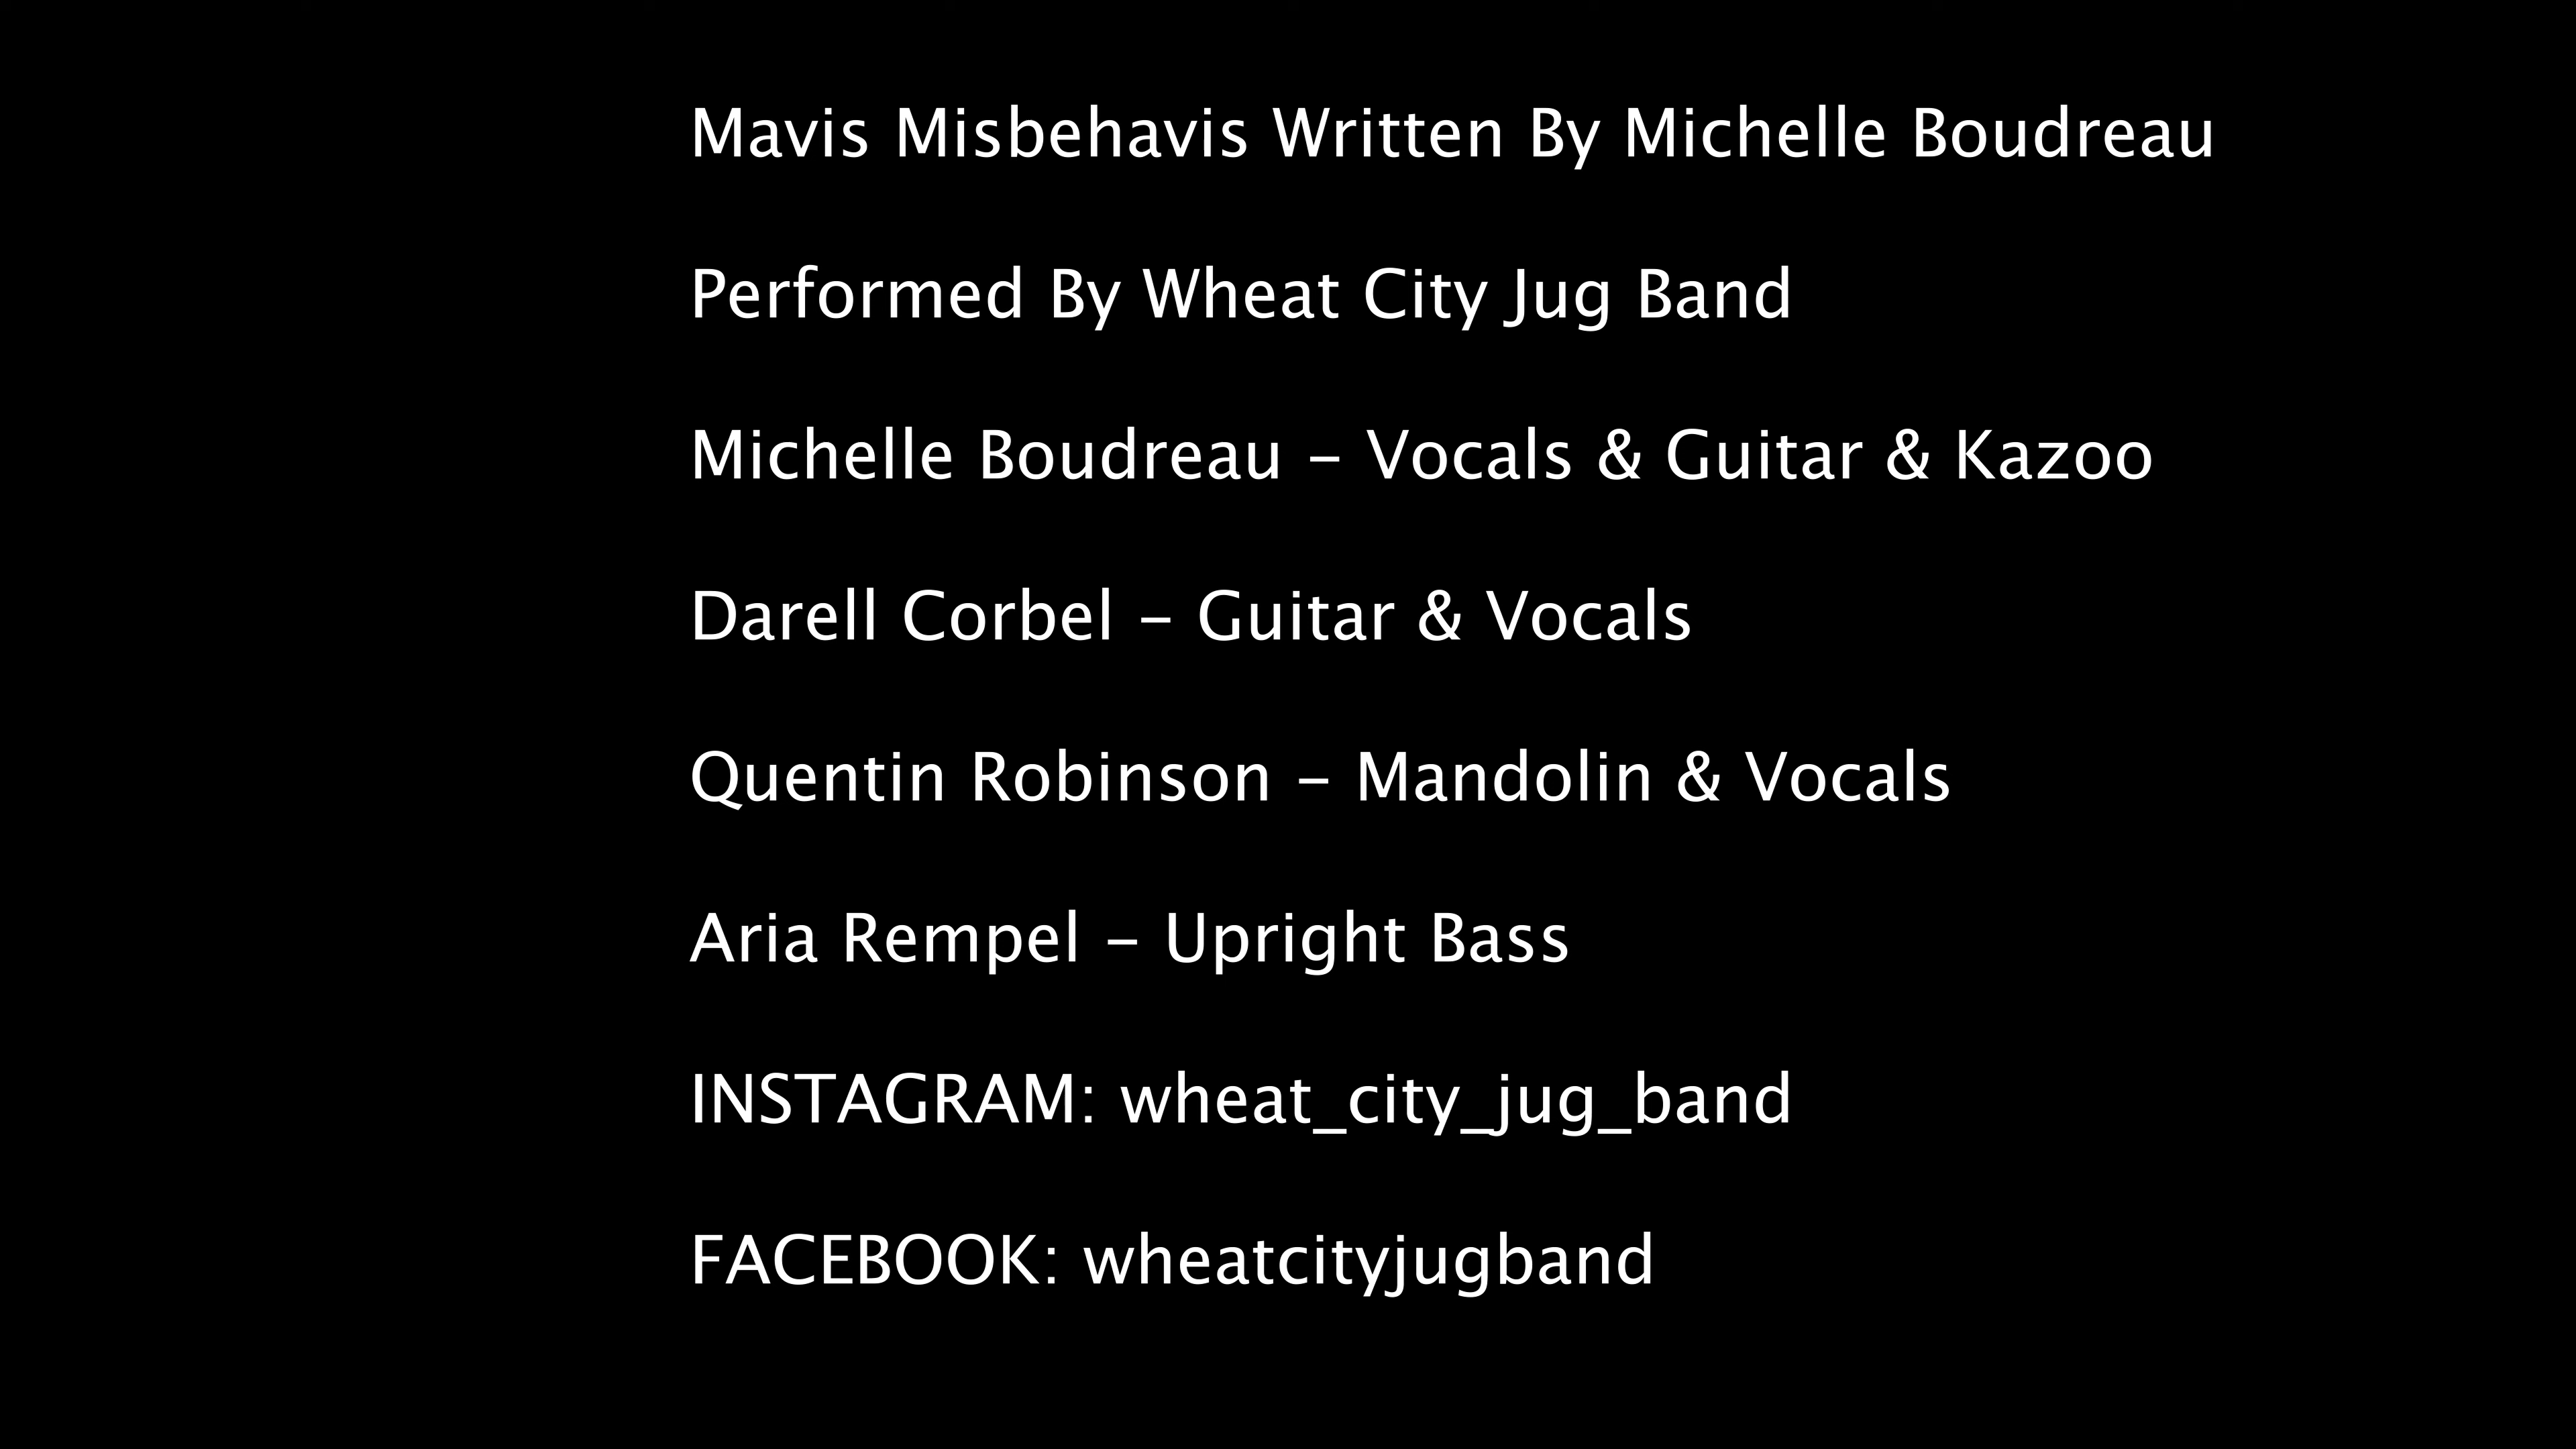 Mavis Misbehavis Written By Michelle Boudreau
Performed By Wheat City Jug Band
Michelle Boudreau - Vocals & Guitar & Kazoo
Darell Corbel - Guitar & Vocals
Quentin Robinson - Mandolin & Vocals
Aria Rempel - Upright Bass
INSTAGRAM: wheat_city_jug_band
FACEBOOK: wheatcityjugband